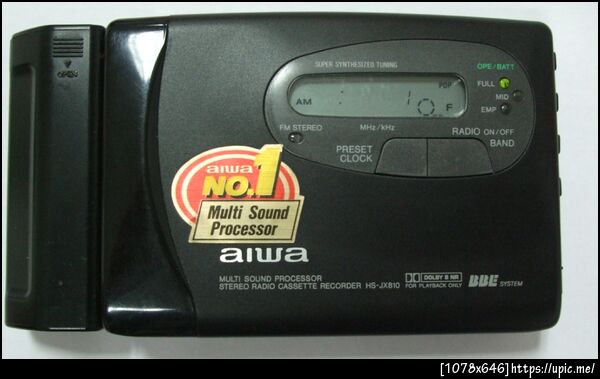 OPEN
SUPER SYNTHESIZED TUNING
OPE/BATT
FULL
MID
EMP
POP
AM : 10 F
FM STEREO
MHz/kHz
RADIO ON/OFF
BAND
PRESET
CLOCK
aiwa
NO.1
Multi Sound
Processor
aiwa
MULTI SOUND PROCESSOR
STEREO RADIO CASSETTE RECORDER HS-JX810
DOLBY B NR
FOR PLAYBACK ONLY
BBE SYSTEM
[1078x646]https://upic.me/